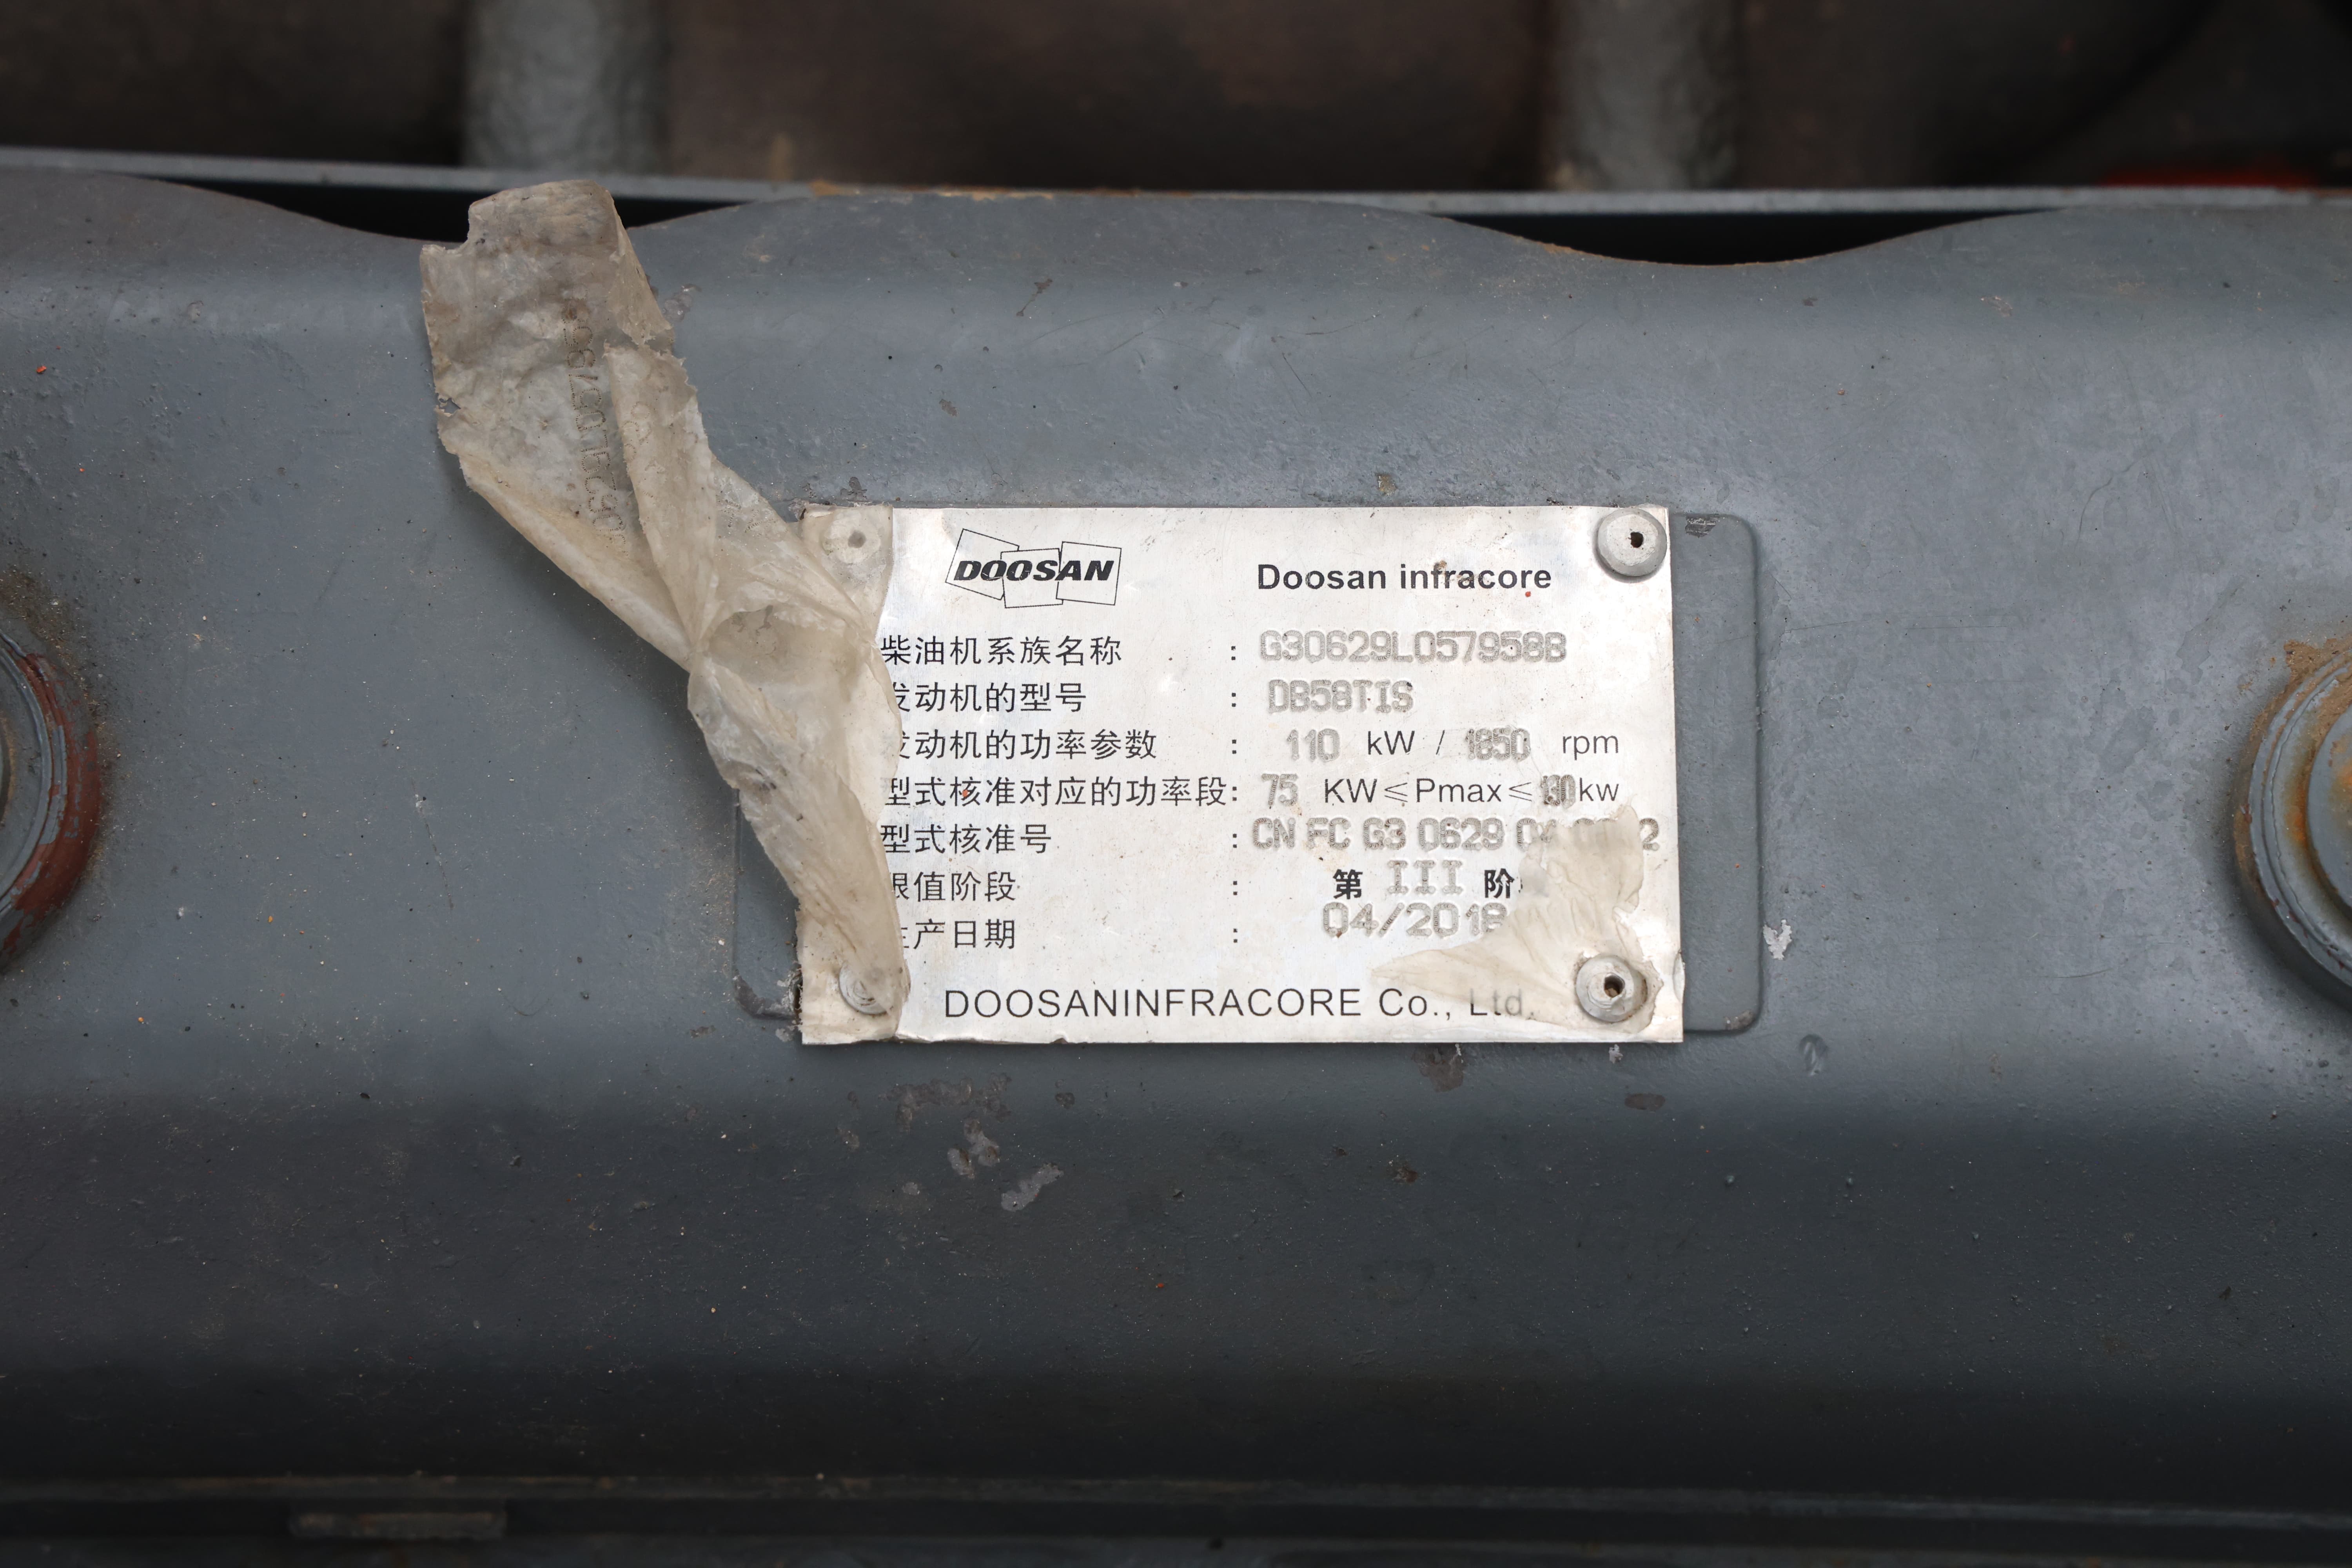 DOOSAN Doosan infracore
柴油机系族名称 : G30629L057958B
发动机的型号 : DB58TIS
发动机的功率参数 : 110 kW / 1850 rpm
型式核准对应的功率段: 75 KW≤Pmax≤130kw
型式核准号 : CN FC G3 0629
限值阶段 : 第 III 阶
生产日期 : 04/2018
DOOSANINFRACORE Co., Ltd.